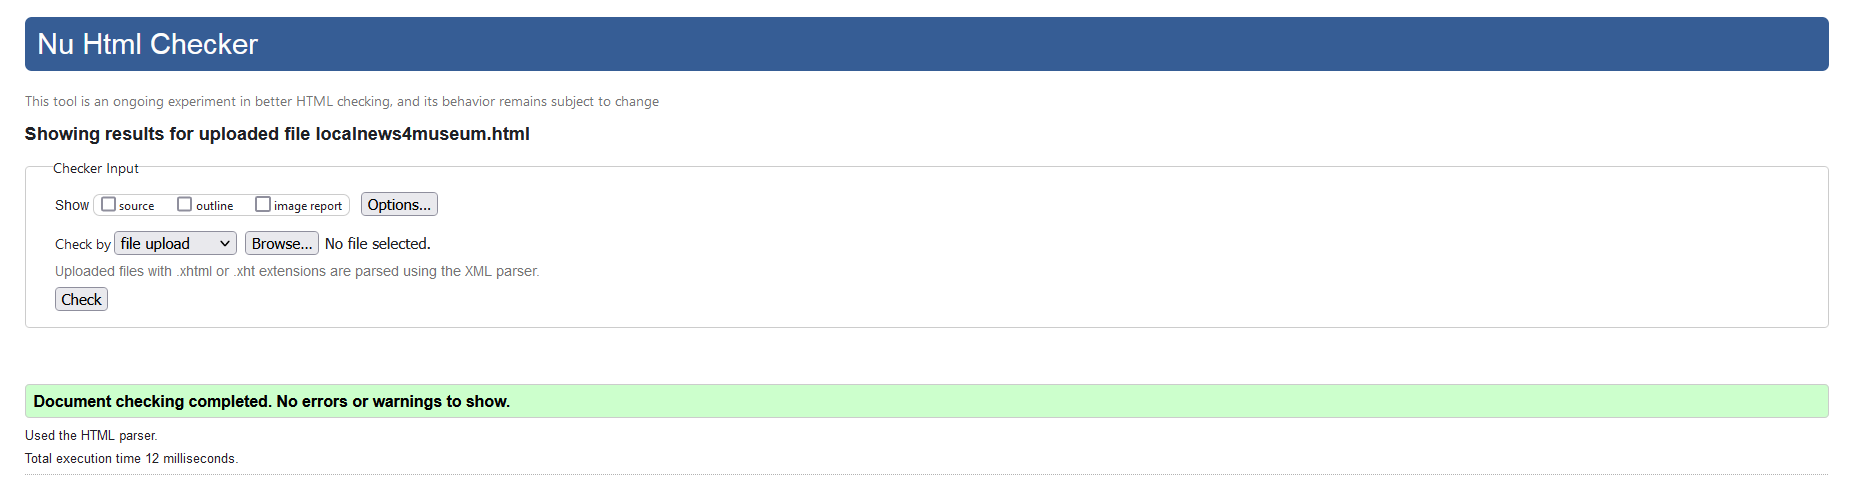 Nu Html Checker
This tool is an ongoing experiment in better HTML checking, and its behavior remains subject to change
Showing results for uploaded file localnews4museum.html
Checker Input
Show source outline image report Options...
Check by file upload Browse... No file selected.
Uploaded files with .xhtml or .xht extensions are parsed using the XML parser.
Check
Document checking completed. No errors or warnings to show.
Used the HTML parser.
Total execution time 12 milliseconds.